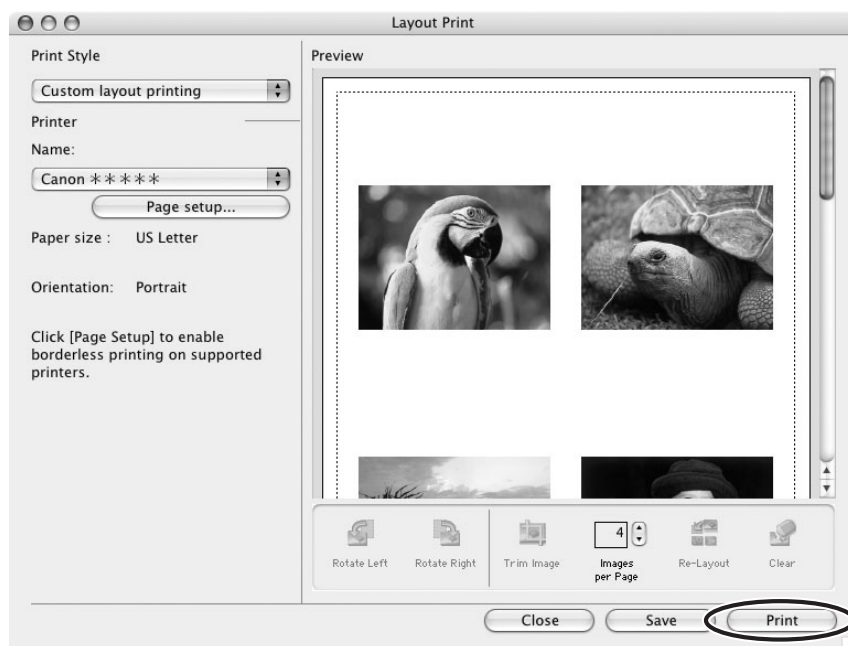 Layout Print
Print Style
Custom layout printing
Printer
Name:
Canon *****
Page setup...
Paper size : US Letter
Orientation: Portrait
Click [Page Setup] to enable
borderless printing on supported
printers.
Preview
Rotate Left
Rotate Right
Trim Image
4
Images
per Page
Re-Layout
Clear
Close
Save
Print